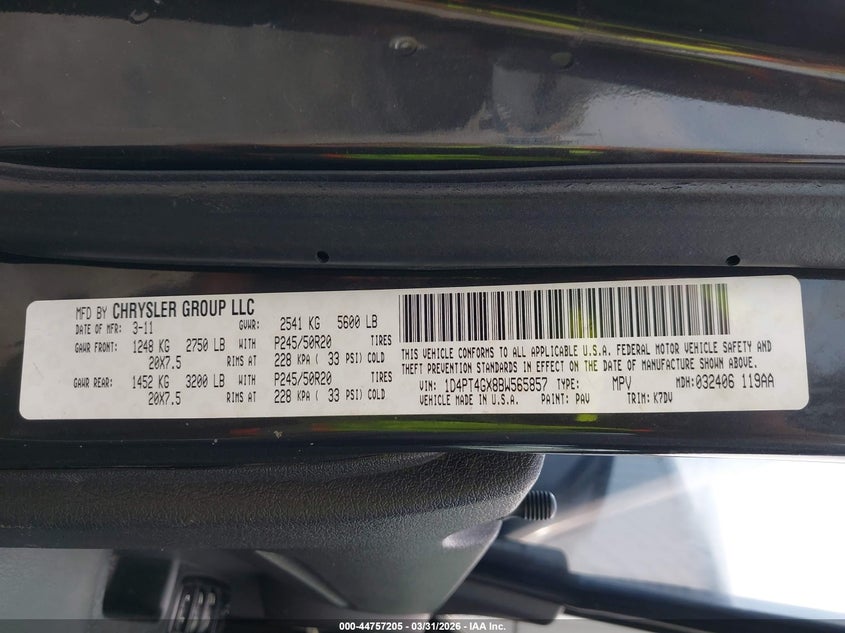 MFD BY CHRYSLER GROUP LLC
DATE OF MFR: 3-11 GVWR: 2541 KG 5600 LB
GAWR FRONT: 1248 KG 2750 LB WITH P245/50R20 TIRES
20X7.5 RIMS AT 228 KPA ( 33 PSI) COLD
GAWR REAR: 1452 KG 3200 LB WITH P245/50R20 TIRES
20X7.5 RIMS AT 228 KPA ( 33 PSI) COLD
THIS VEHICLE CONFORMS TO ALL APPLICABLE U.S.A. FEDERAL MOTOR VEHICLE SAFETY AND
THEFT PREVENTION STANDARDS IN EFFECT ON THE DATE OF MANUFACTURE SHOWN ABOVE.
VIN: 1D4PT4GX8BW565857 TYPE: MPV MDH: 032406 119AA
VEHICLE MADE IN U.S.A. PAINT: PAV TRIM: K7DV
000-44757205 - 03/31/2026 - IAA Inc.